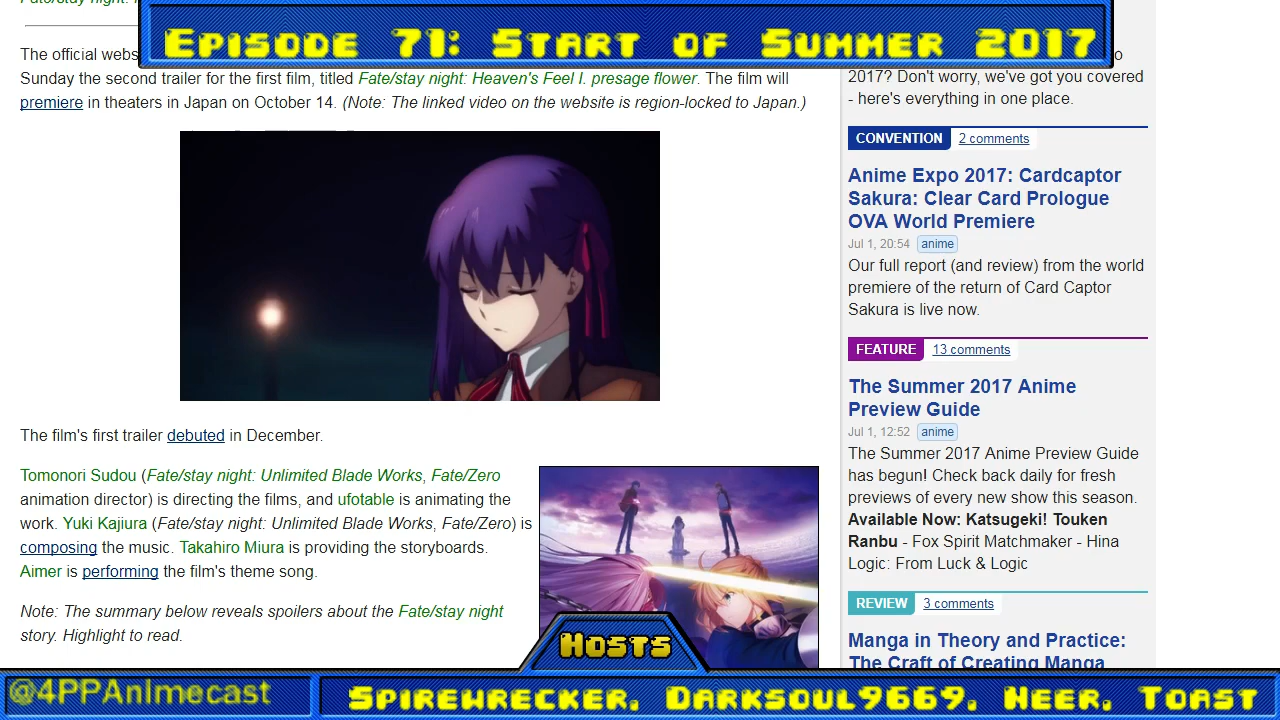 Episode 71: Start of Summer 2017
The official webs
Sunday the second trailer for the first film, titled Fate/stay night: Heaven's Feel I. presage flower. The film will
premiere in theaters in Japan on October 14. (Note: The linked video on the website is region-locked to Japan.)
The film's first trailer debuted in December.
Tomonori Sudou (Fate/stay night: Unlimited Blade Works, Fate/Zero
animation director) is directing the films, and ufotable is animating the
work. Yuki Kajiura (Fate/stay night: Unlimited Blade Works, Fate/Zero) is
composing the music. Takahiro Miura is providing the storyboards.
Aimer is performing the film's theme song.
Note: The summary below reveals spoilers about the Fate/stay night
story. Highlight to read.
2017? Don't worry, we've got you covered
- here's everything in one place.
CONVENTION 2 comments
Anime Expo 2017: Cardcaptor
Sakura: Clear Card Prologue
OVA World Premiere
Jul 1, 20:54 anime
Our full report (and review) from the world
premiere of the return of Card Captor
Sakura is live now.
FEATURE 13 comments
The Summer 2017 Anime
Preview Guide
Jul 1, 12:52 anime
The Summer 2017 Anime Preview Guide
has begun! Check back daily for fresh
previews of every new show this season.
Available Now: Katsugeki! Touken
Ranbu - Fox Spirit Matchmaker - Hina
Logic: From Luck & Logic
REVIEW 3 comments
Manga in Theory and Practice:
The Craft of Creating Manga
Hosts
@4PPAnimecast
Spirewrecker, Darksoul9669, Neer, Toast